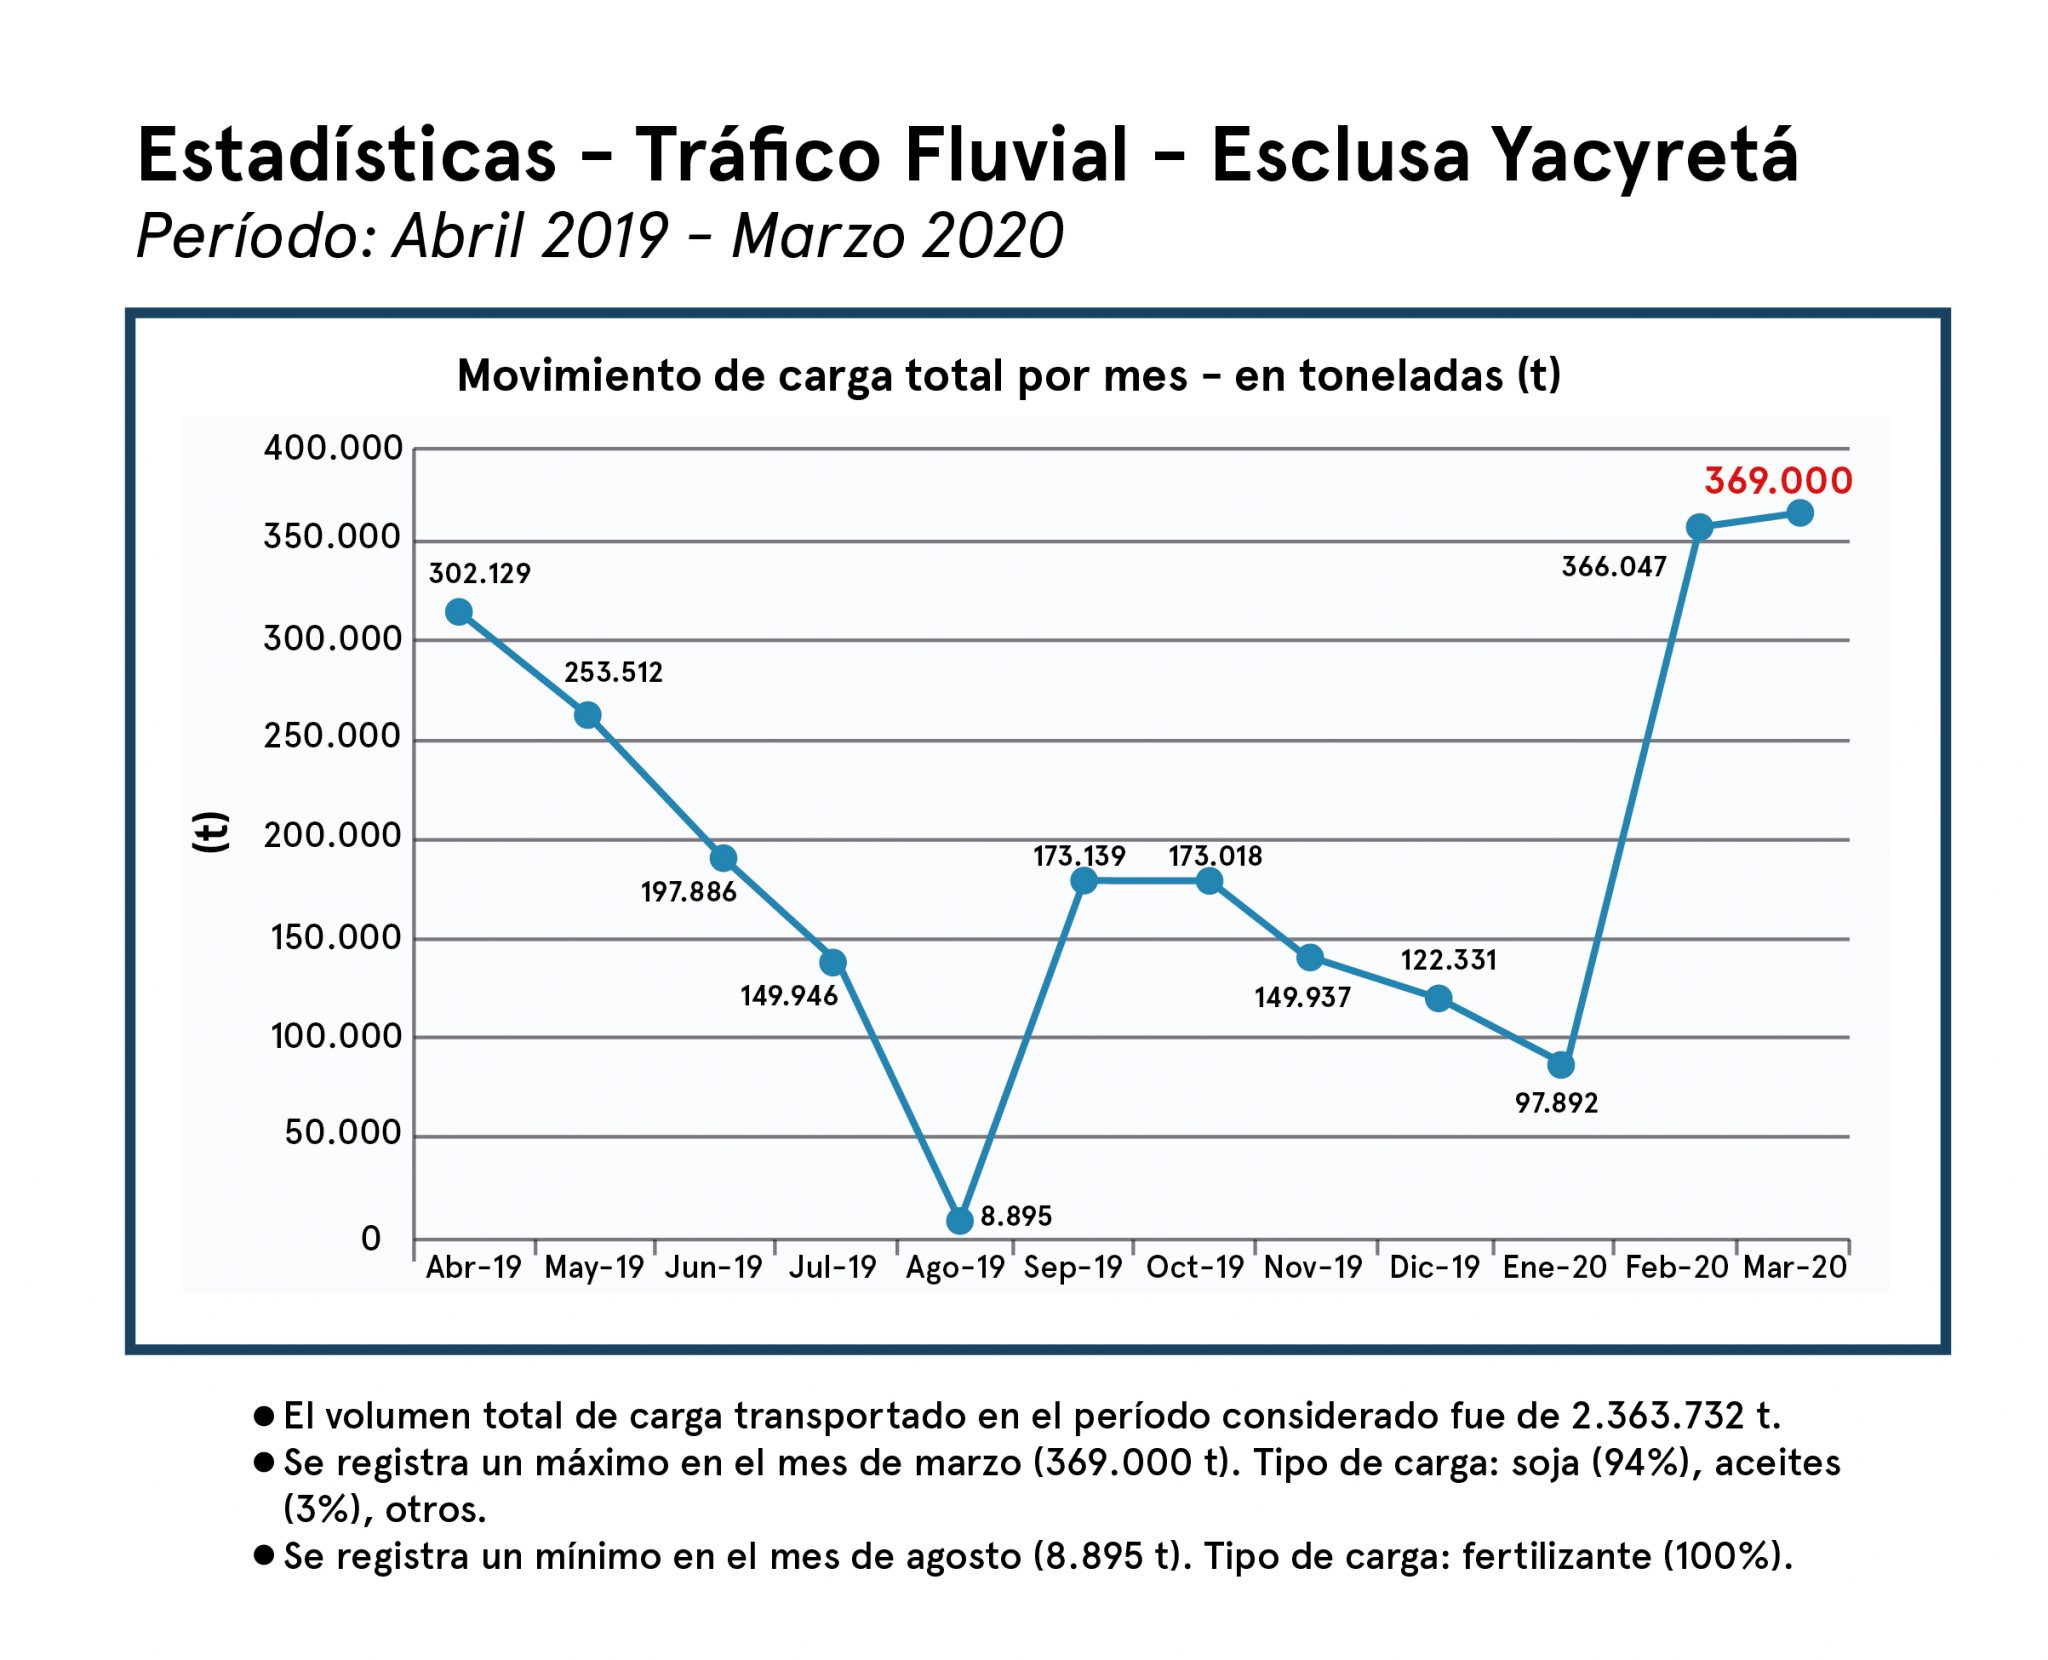 Estadísticas – Tráfico Fluvial – Esclusa Yacyretá
Período: Abril 2019 - Marzo 2020
Movimiento de carga total por mes – en toneladas (t)
400.000
350.000
300.000
250.000
200.000
150.000
100.000
50.000
0
(t)
302.129
253.512
197.886
149.946
8.895
173.139
173.018
149.937
122.331
97.892
366.047
369.000
Abr-19 May-19 Jun-19 Jul-19 Ago-19 Sep-19 Oct-19 Nov-19 Dic-19 Ene-20 Feb-20 Mar-20
● El volumen total de carga transportado en el período considerado fue de 2.363.732 t.
● Se registra un máximo en el mes de marzo (369.000 t). Tipo de carga: soja (94%), aceites
(3%), otros.
● Se registra un mínimo en el mes de agosto (8.895 t). Tipo de carga: fertilizante (100%).